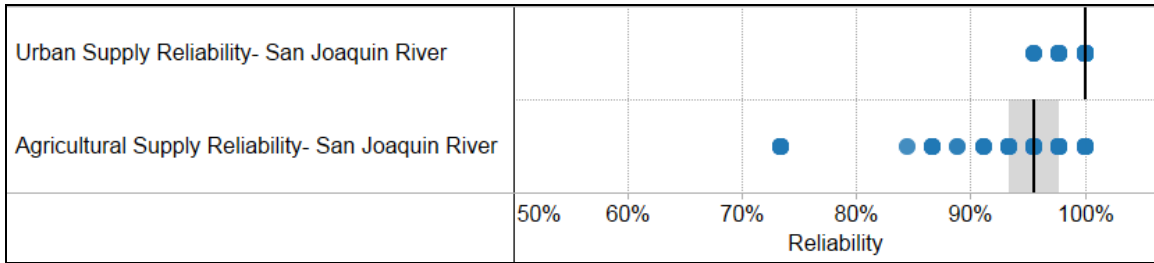 Urban Supply Reliability- San Joaquin River
Agricultural Supply Reliability- San Joaquin River
50% 60% 70% 80% 90% 100%
Reliability